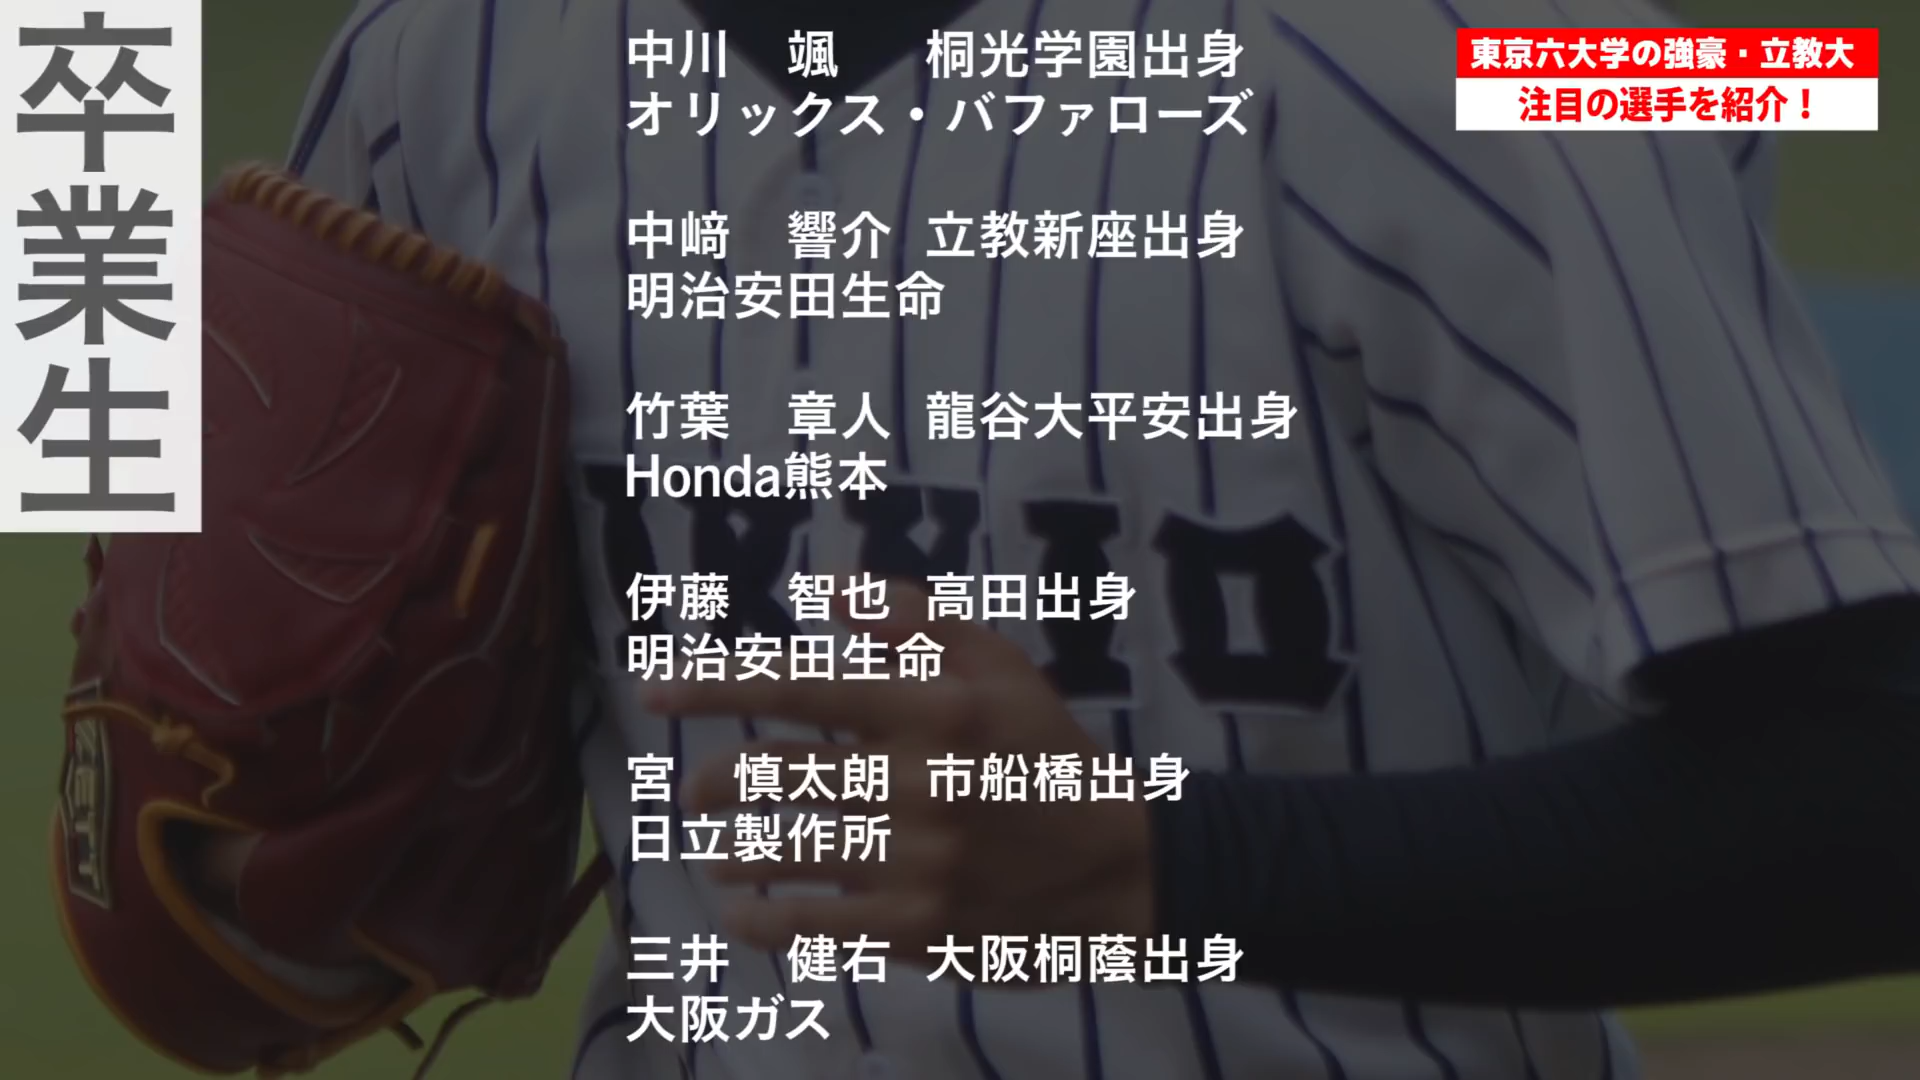 卒業生
東京六大学の強豪・立教大
注目の選手を紹介！
中川　颯　桐光学園出身
オリックス・バファローズ
中﨑　響介 立教新座出身
明治安田生命
竹葉　章人 龍谷大平安出身
Honda熊本
伊藤　智也 高田出身
明治安田生命
宮　慎太朗 市船橋出身
日立製作所
三井　健右 大阪桐蔭出身
大阪ガス
ZETT